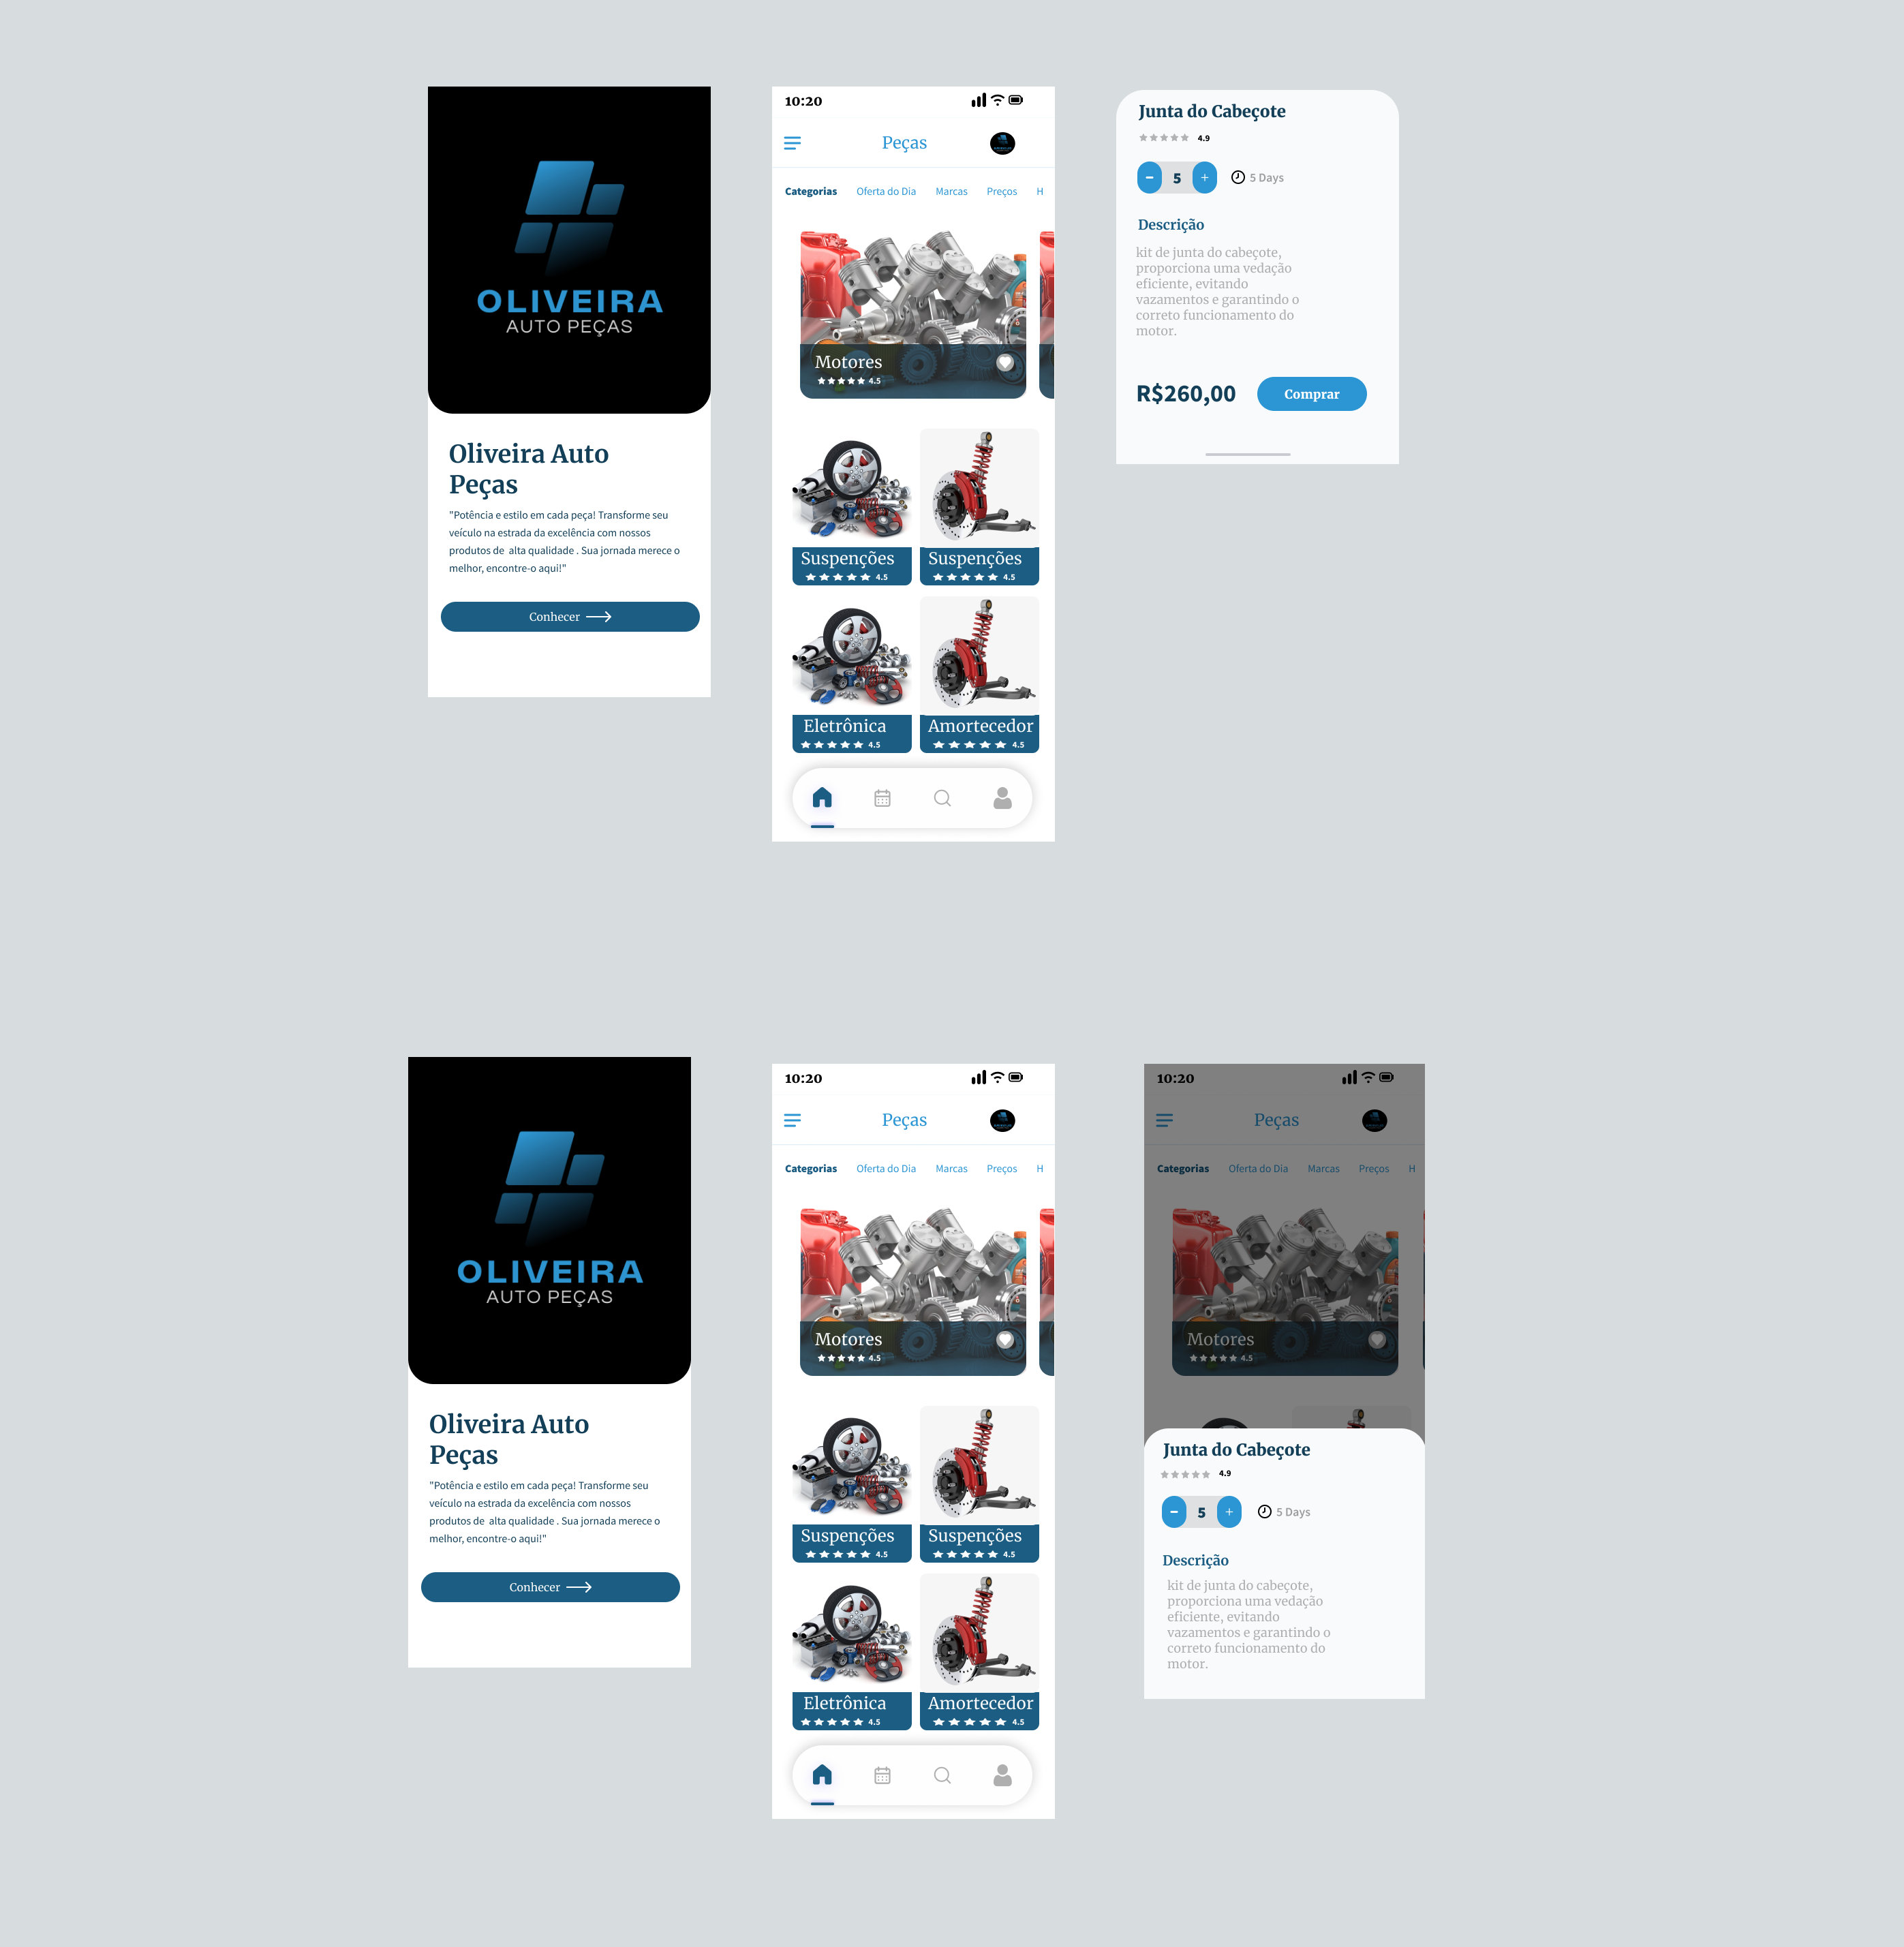 OLIVEIRA
AUTO PEÇAS
Oliveira Auto
Peças
"Potência e estilo em cada peça! Transforme seu
veículo na estrada da excelência com nossos
produtos de alta qualidade . Sua jornada merece o
melhor, encontre-o aqui!"
Conhecer
10:20
Peças
Categorias Oferta do Dia Marcas Preços H
Motores
4.5
Suspenções Suspenções
4.5 4.5
Eletrônica Amortecedor
4.5 4.5
Junta do Cabeçote
4.9
- 5 + 5 Days
Descrição
kit de junta do cabeçote,
proporciona uma vedação
eficiente, evitando
vazamentos e garantindo o
correto funcionamento do
motor.
R$260,00 Comprar
OLIVEIRA
AUTO PEÇAS
Oliveira Auto
Peças
"Potência e estilo em cada peça! Transforme seu
veículo na estrada da excelência com nossos
produtos de alta qualidade . Sua jornada merece o
melhor, encontre-o aqui!"
Conhecer
10:20
Peças
Categorias Oferta do Dia Marcas Preços H
Motores
4.5
Suspenções Suspenções
4.5 4.5
Eletrônica Amortecedor
4.5 4.5
10:20
Peças
Categorias Oferta do Dia Marcas Preços H
Motores
4.5
Junta do Cabeçote
4.9
- 5 + 5 Days
Descrição
kit de junta do cabeçote,
proporciona uma vedação
eficiente, evitando
vazamentos e garantindo o
correto funcionamento do
motor.